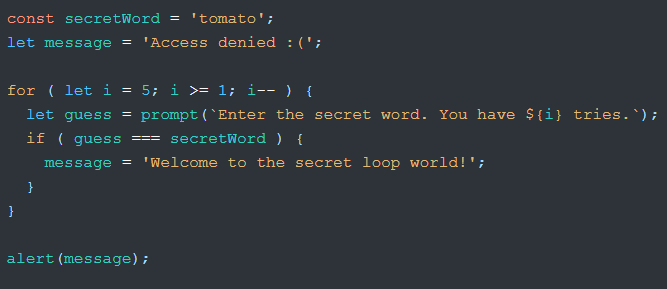 const secretWord = 'tomato';
let message = 'Access denied :(';

for ( let i = 5; i >= 1; i-- ) {
  let guess = prompt(`Enter the secret word. You have ${i} tries.`);
  if ( guess === secretWord ) {
    message = 'Welcome to the secret loop world!';
  }
}

alert(message);